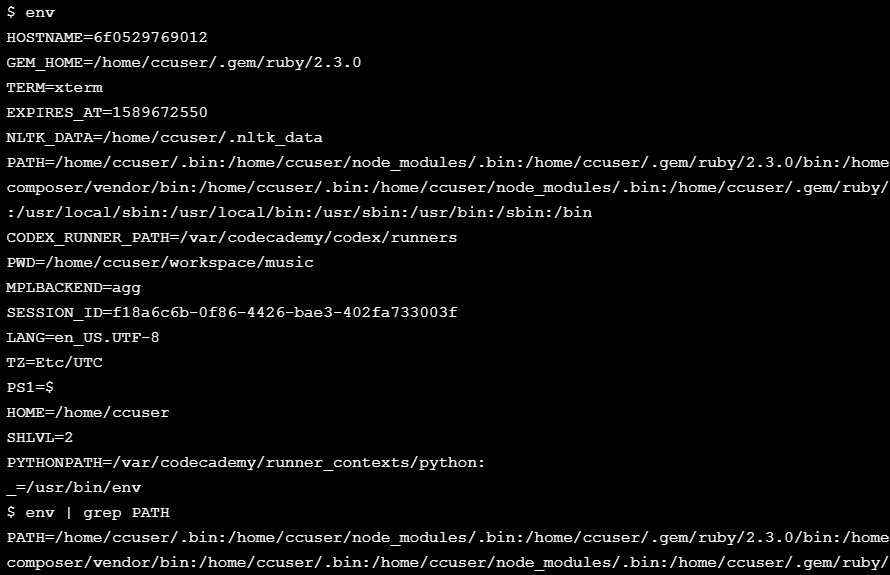 $ env
HOSTNAME=6f0529769012
GEM_HOME=/home/ccuser/.gem/ruby/2.3.0
TERM=xterm
EXPIRES_AT=1589672550
NLTK_DATA=/home/ccuser/.nltk_data
PATH=/home/ccuser/.bin:/home/ccuser/node_modules/.bin:/home/ccuser/.gem/ruby/2.3.0/bin:/home
composer/vendor/bin:/home/ccuser/.bin:/home/ccuser/node_modules/.bin:/home/ccuser/.gem/ruby/
:/usr/local/sbin:/usr/local/bin:/usr/sbin:/usr/bin:/sbin:/bin
CODEX_RUNNER_PATH=/var/codecademy/codex/runners
PWD=/home/ccuser/workspace/music
MPLBACKEND=agg
SESSION_ID=f18a6c6b-0f86-4426-bae3-402fa733003f
LANG=en_US.UTF-8
TZ=Etc/UTC
PS1=$
HOME=/home/ccuser
SHLVL=2
PYTHONPATH=/var/codecademy/runner_contexts/python:
_=/usr/bin/env
$ env | grep PATH
PATH=/home/ccuser/.bin:/home/ccuser/node_modules/.bin:/home/ccuser/.gem/ruby/2.3.0/bin:/home
composer/vendor/bin:/home/ccuser/.bin:/home/ccuser/node_modules/.bin:/home/ccuser/.gem/ruby/